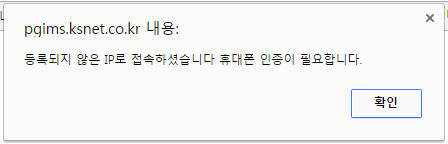 pgims.ksnet.co.kr 내용:
등록되지 않은 IP로 접속하셨습니다 휴대폰 인증이 필요합니다.
확인